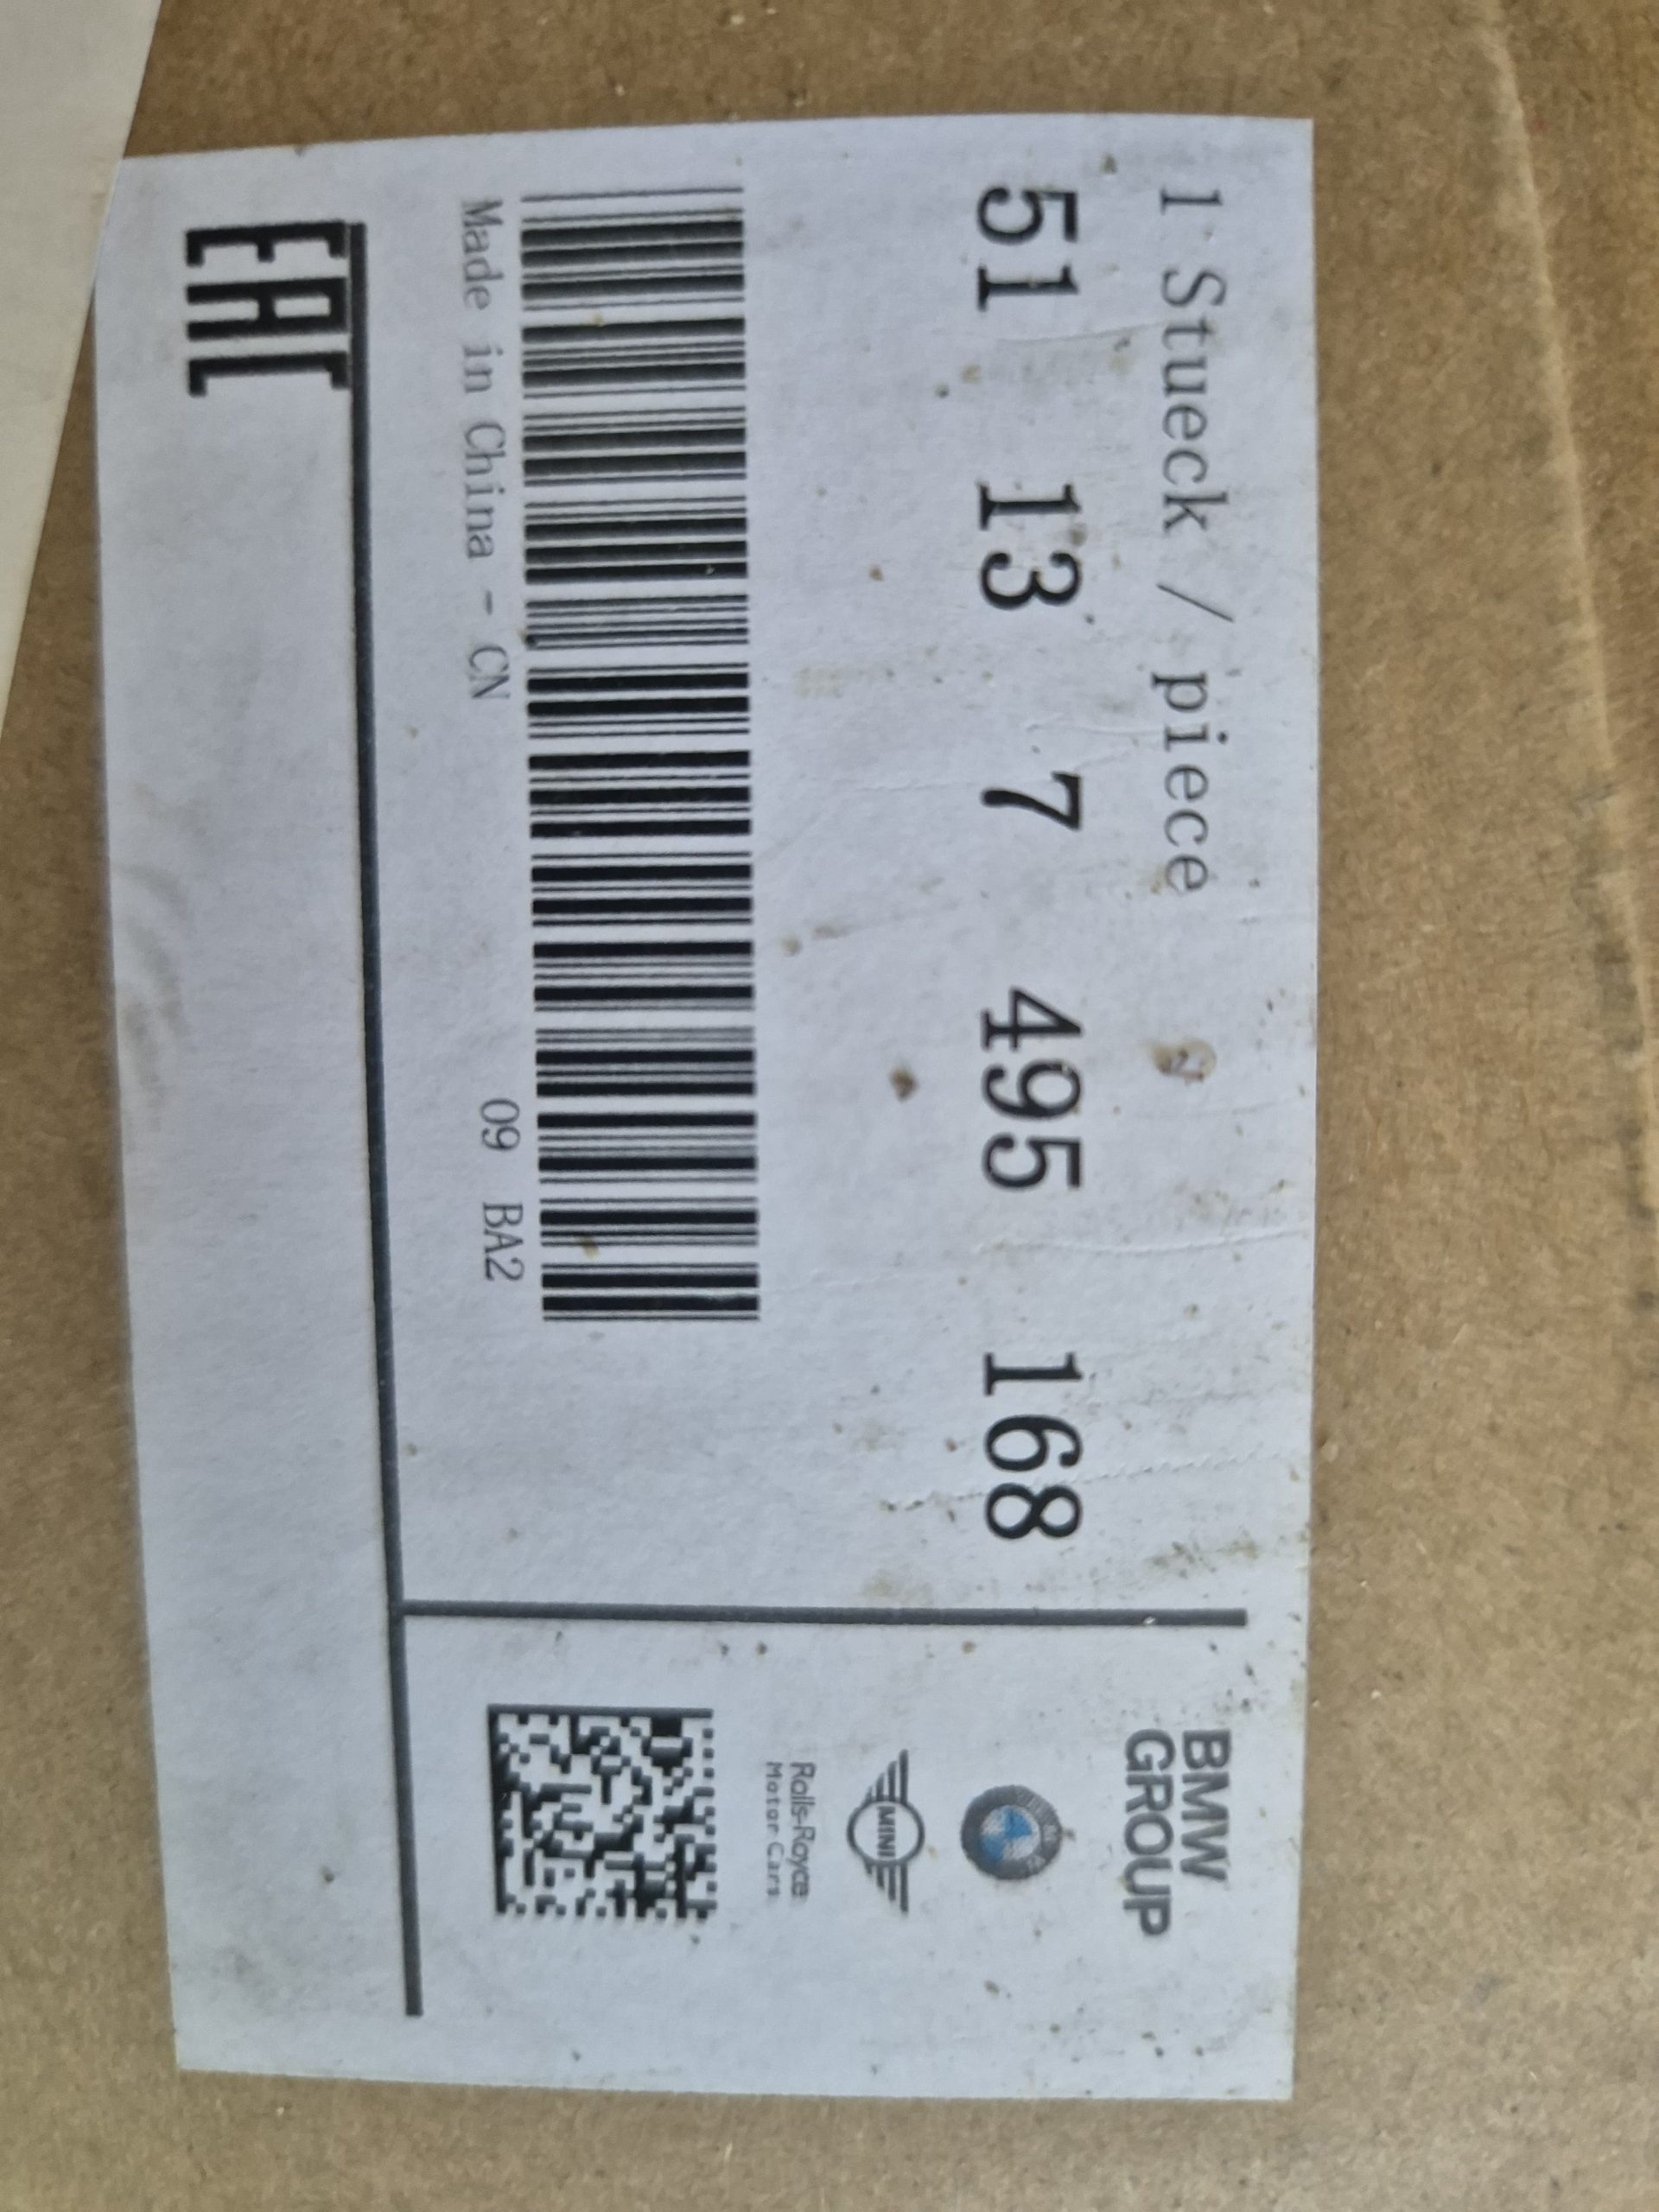 1 Stueck / piece
51 13 7 495 168
Made in China - CN
09 BA2
EAC
BMW
GROUP
MINI
Rolls-Royce
Motor Cars